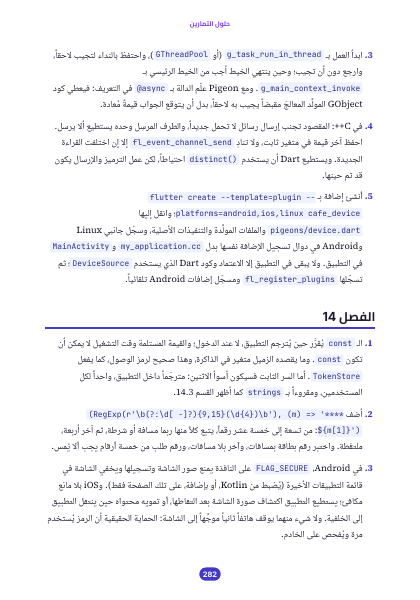 حلول التمارين
3. ابدأ العمل بـ g_task_run_in_thread (أو GThreadPool)، واحتفظ بالنداء لتجيب لاحقاً،
وارجع دون أن تجيب؛ وحين ينتهي الخيط أجب من الخيط الرئيسي بـ
g_main_context_invoke. ومع Pigeon علّم الدالة بـ @async في التعريف: فيعطي كود
GObject المولَّد المعالجَ مقبضاً يجيب به لاحقاً، بدل أن يتوقع الجواب قيمةً مُعادة.
4. في C++: المقصود تجنب إرسال رسائل لا تحمل جديداً، والطرف المرسِل وحده يستطيع ألا يرسل.
احفظ آخر قيمة في متغير ثابت، ولا تنادِ fl_event_channel_send إلا إن اختلفت القراءة
الجديدة. ويستطيع Dart أن يستخدم distinct() احتياطاً، لكن عمل الترميز والإرسال يكون
قد تم حينها.
5. أنشئ إضافة بـ flutter create --template=plugin --
platforms=android,ios,linux cafe_device؛ وانقل إليها
pigeons/device.dart والملفات المولَّدة والتنفيذات الأصلية، وسجّل جانبي Linux
وAndroid في دوال تسجيل الإضافة نفسها بدل my_application.cc و MainActivity
في التطبيق. ولا يبقى في التطبيق إلا الاعتماد وكود Dart الذي يستخدم DeviceSource؛ ثم
تسجّلها fl_register_plugins ومسجّل إضافات Android تلقائياً.
الفصل 14
1. الـ const يُقرَّر حين يُترجم التطبيق، لا عند الدخول؛ والقيمة المستلمة وقت التشغيل لا يمكن أن
تكون const. وما يقصده الزميل متغير في الذاكرة، وهذا صحيح لرمز الوصول، كما يفعل
TokenStore. أما السر الثابت فسيكون أسوأ الاثنين: مترجَماً داخل التطبيق، واحداً لكل
المستخدمين، ومقروءاً بـ strings كما أظهر القسم 14.3.
2. أضف (RegExp(r'\b(?:\d[ -]?){9,15}(\d{4})\b'), (m) => '****
${m[1]}'): من تسعة إلى خمسة عشر رقماً، يتبع كلاً منها ربما مسافة أو شرطة، ثم آخر أربعة،
ملتقطة. واختبر رقم بطاقة بمسافات، وآخر بلا مسافات، ورقم طلب من خمسة أرقام يجب ألا يُمس.
3. في Android، FLAG_SECURE على النافذة يمنع صور الشاشة وتسجيلها ويخفي الشاشة في
قائمة التطبيقات الأخيرة (يُضبط من Kotlin، أو بإضافة، على تلك الصفحة فقط). وiOS بلا مانع
مكافئ؛ يستطيع التطبيق اكتشاف صورة الشاشة بعد التقاطها، أو تمويه محتواه حين ينتقل التطبيق
إلى الخلفية. ولا شيء منهما يوقف هاتفاً ثانياً موجَّهاً إلى الشاشة: الحماية الحقيقية أن الرمز يُستخدم
مرة ويُفحص على الخادم.
282